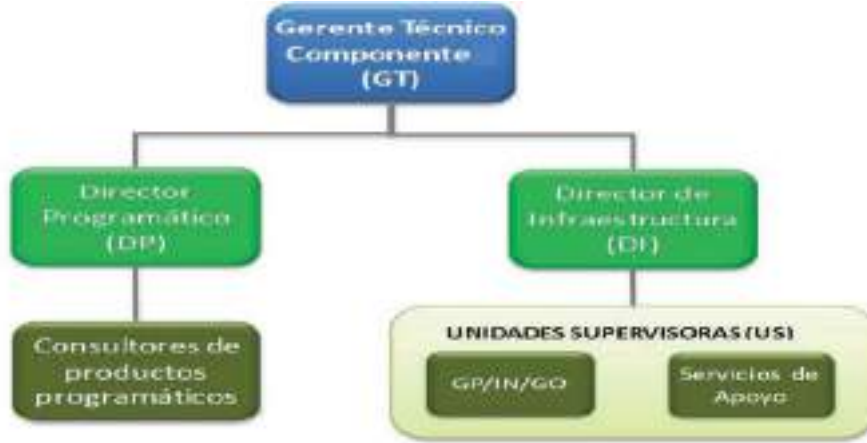 Gerente Técnico
Componente
(GT)
Director
Programático
(DP)
Director de
Infraestructura
(DI)
Consultores de
productos
programáticos
UNIDADES SUPERVISORAS (US)
GP/IN/GO
Servicios de
Apoyo